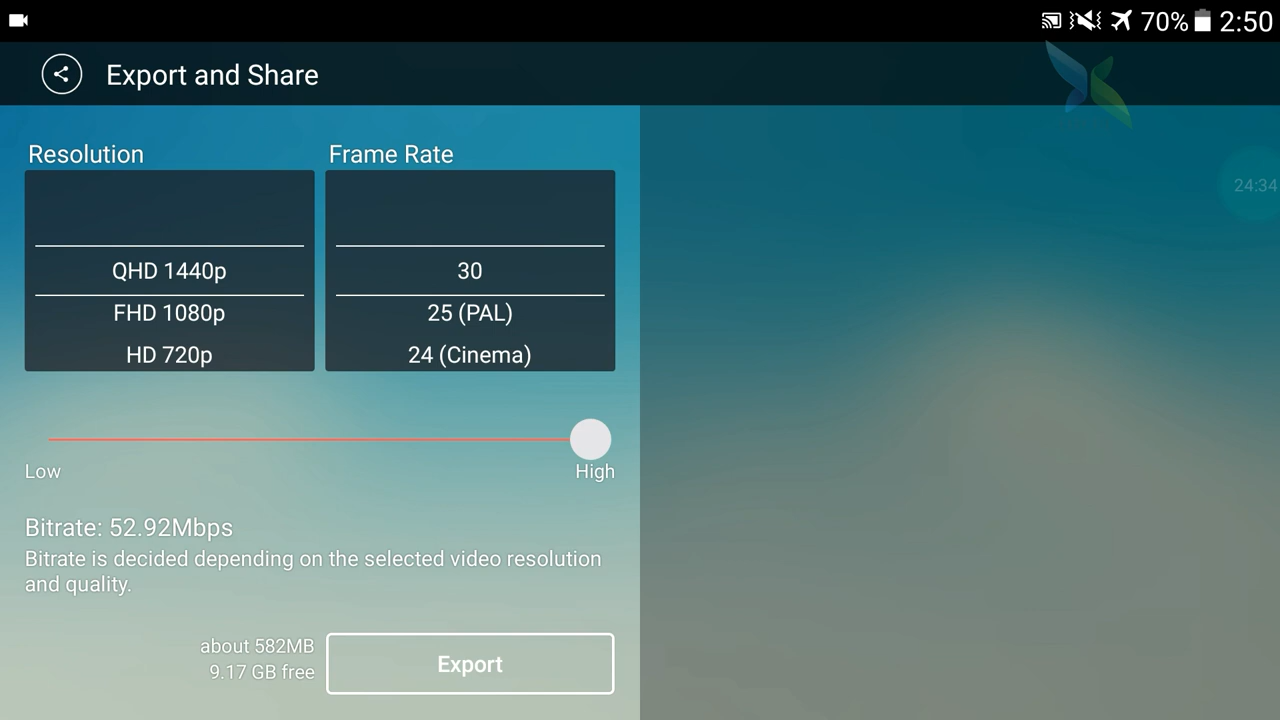 70% 2:50
Export and Share
24:34
Resolution
Frame Rate
QHD 1440p
FHD 1080p
HD 720p
30
25 (PAL)
24 (Cinema)
Low
High
Bitrate: 52.92Mbps
Bitrate is decided depending on the selected video resolution
and quality.
about 582MB
9.17 GB free
Export